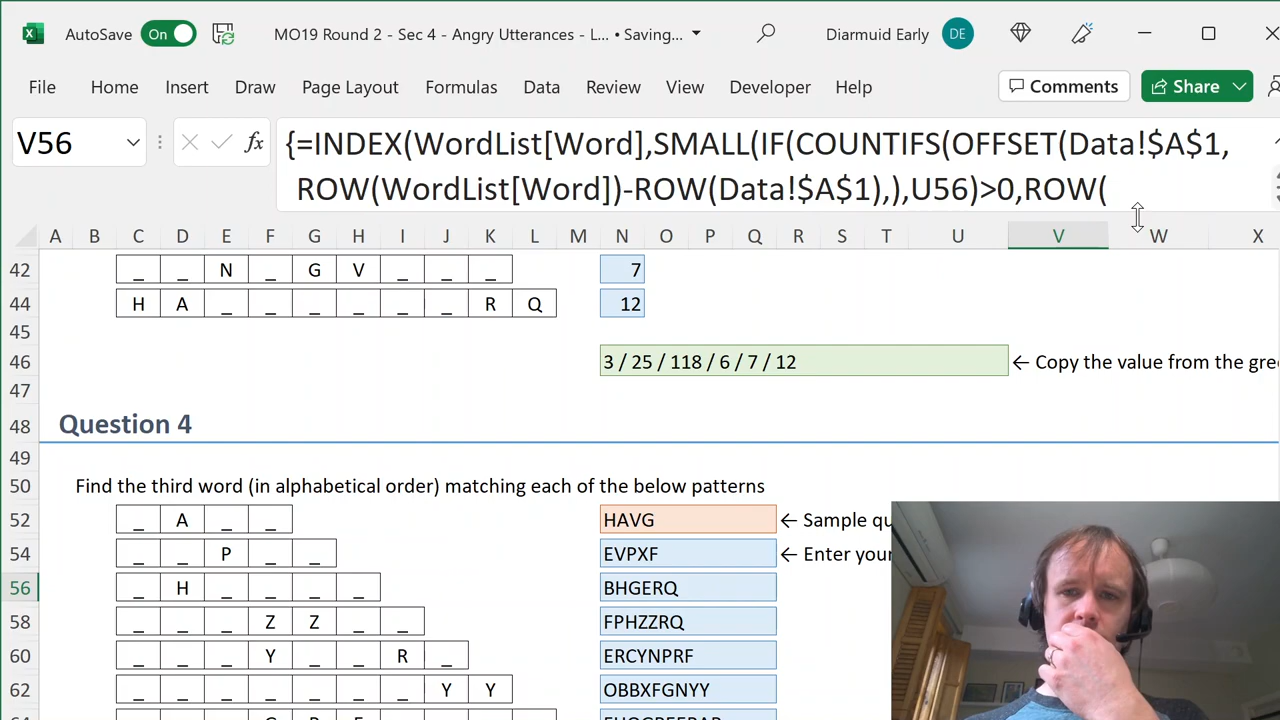 AutoSave On MO19 Round 2 - Sec 4 - Angry Utterances - L... • Saving... Diarmuid Early DE
File Home Insert Draw Page Layout Formulas Data Review View Developer Help Comments Share
V56 fx {=INDEX(WordList[Word],SMALL(IF(COUNTIFS(OFFSET(Data!$A$1,
ROW(WordList[Word])-ROW(Data!$A$1),),U56)>0,ROW(
A B C D E F G H I J K L M N O P Q R S T U V W X
42 _ _ N _ G V _ _ _ 7
44 H A _ _ _ _ _ _ R Q 12
45
46 3 / 25 / 118 / 6 / 7 / 12 ← Copy the value from the gre
47
48 Question 4
49
50 Find the third word (in alphabetical order) matching each of the below patterns
52 _ A _ _ HAVG ← Sample qu
54 _ _ P _ _ EVPXF ← Enter your
56 _ H _ _ _ _ BHGERQ
58 _ _ _ Z Z _ _ FPHZZRQ
60 _ _ _ Y _ _ R _ ERCYNPRF
62 _ _ _ _ _ _ _ Y Y OBBXFGNYY